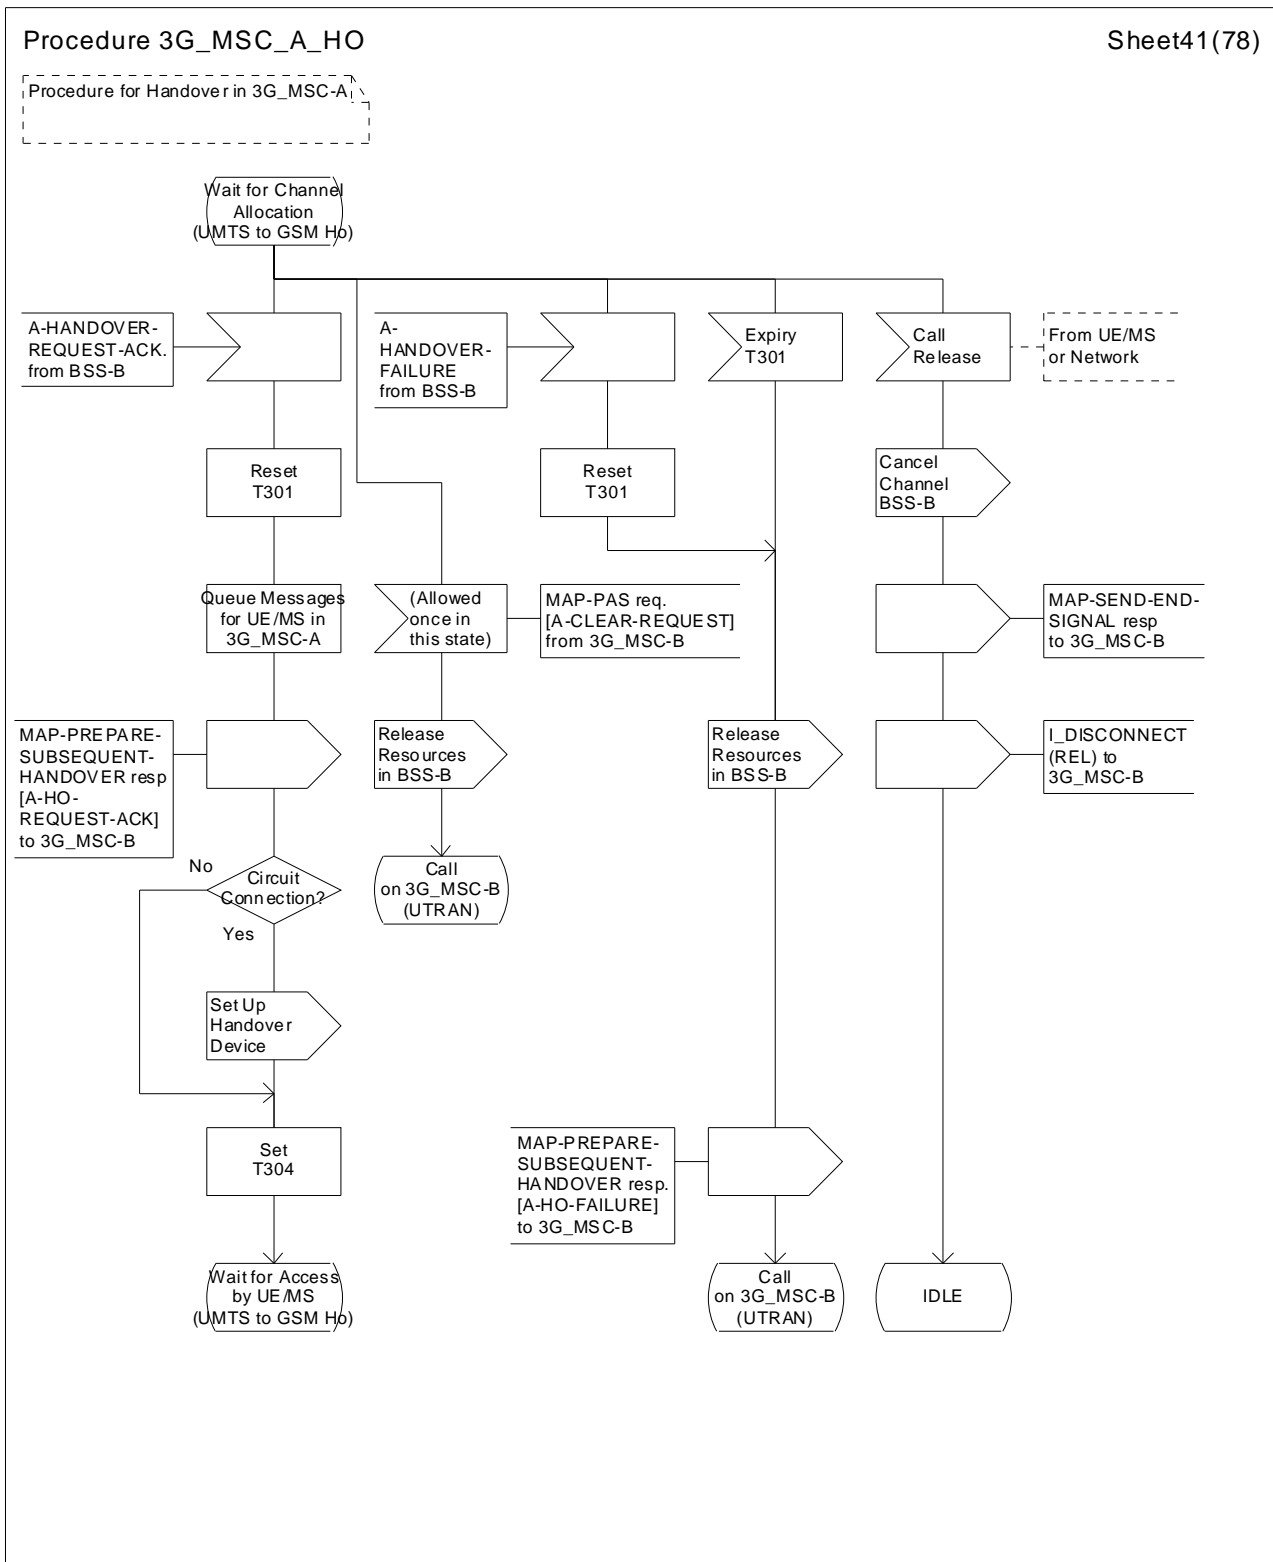 Procedure 3G_MSC_A_HO
Sheet41(78)
Procedure for Handover in 3G_MSC-A
Wait for Channel
Allocation
(UMTS to GSM Ho)
A-HANDOVER-
REQUEST-ACK.
from BSS-B
A-
HANDOVER-
FAILURE
from BSS-B
Expiry
T301
Call
Release
From UE/MS
or Network
Reset
T301
Reset
T301
Cancel
Channel
BSS-B
Queue Messages
for UE/MS in
3G_MSC-A
(Allowed
once in
this state)
MAP-PAS req.
[A-CLEAR-REQUEST]
from 3G_MSC-B
MAP-SEND-END-
SIGNAL resp
to 3G_MSC-B
MAP-PREPARE-
SUBSEQUENT-
HANDOVER resp
[A-HO-
REQUEST-ACK]
to 3G_MSC-B
Release
Resources
in BSS-B
Release
Resources
in BSS-B
I_DISCONNECT
(REL) to
3G_MSC-B
No
Circuit
Connection?
Yes
Call
on 3G_MSC-B
(UTRAN)
Set Up
Handover
Device
Set
T304
MAP-PREPARE-
SUBSEQUENT-
HANDOVER resp.
[A-HO-FAILURE]
to 3G_MSC-B
Wait for Access
by UE/MS
(UMTS to GSM Ho)
Call
on 3G_MSC-B
(UTRAN)
IDLE